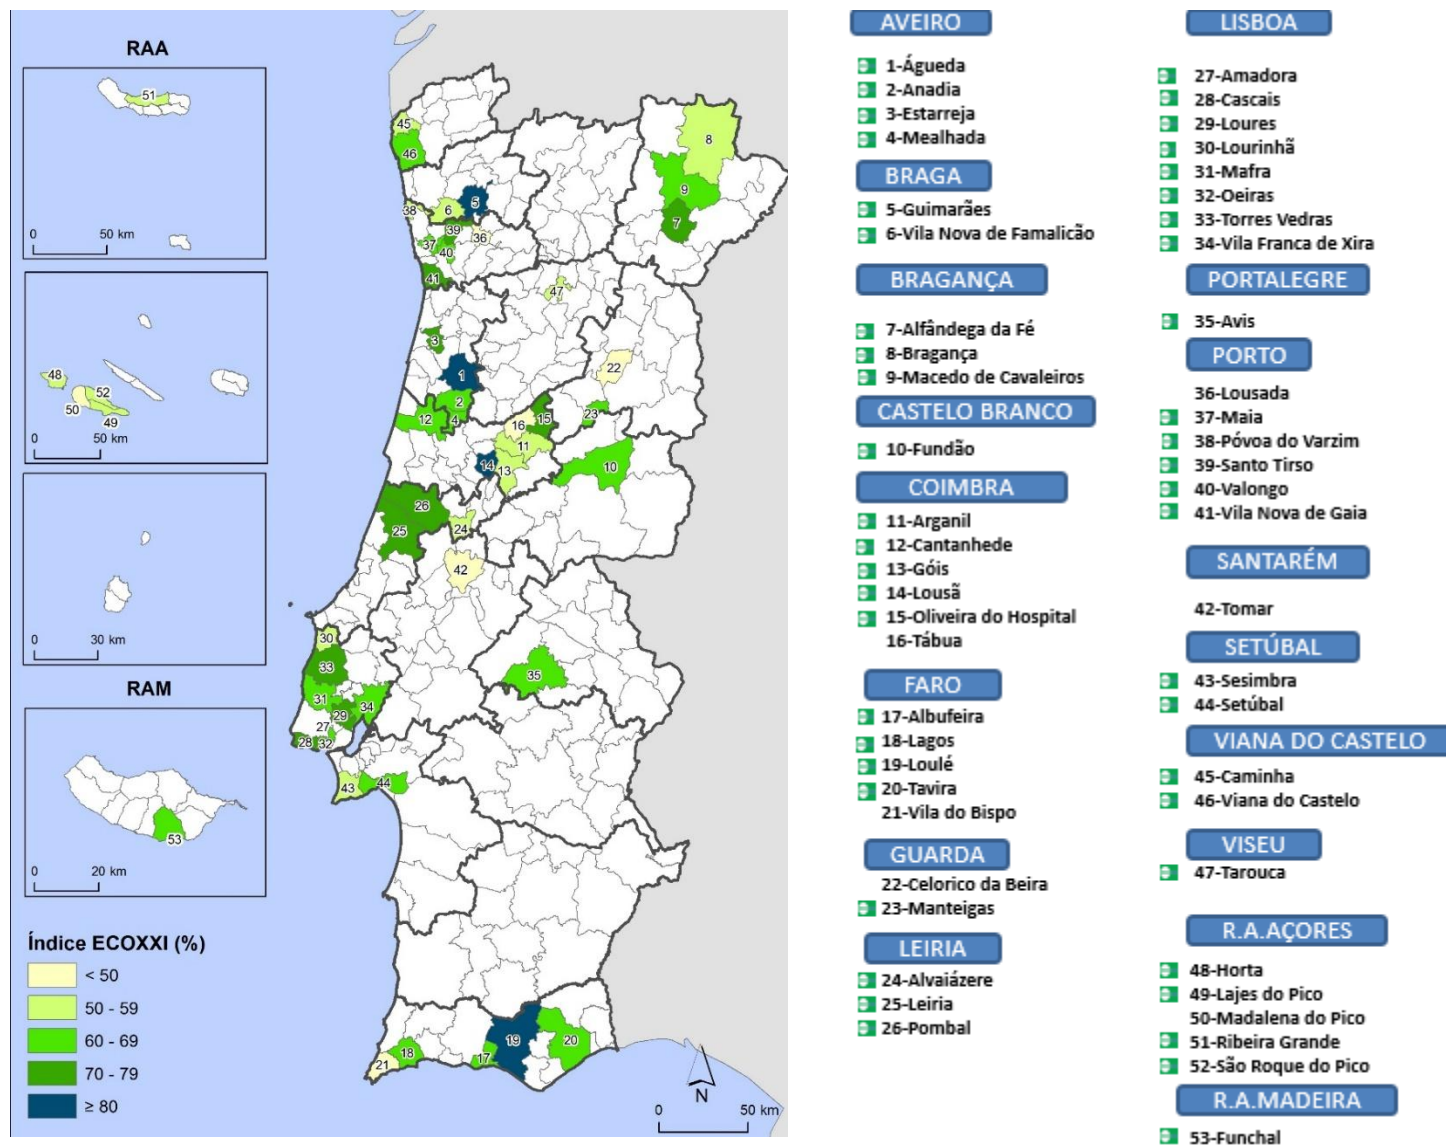 RAA
51
0 50 km
48
52
50
49
0 50 km
0 30 km
RAM
53
0 20 km
Índice ECOXXI (%)
< 50
50 - 59
60 - 69
70 - 79
≥ 80
45
46
8
9
7
5
6
38
39
36
37
40
41
47
3
1
22
2
23
15
12
4
16
11
14
13
10
26
25
24
42
30
33
35
31
34
29
27
28
32
43
44
19
20
18
17
21
N
0 50 km
AVEIRO
1-Águeda
2-Anadia
3-Estarreja
4-Mealhada
BRAGA
5-Guimarães
6-Vila Nova de Famalicão
BRAGANÇA
7-Alfândega da Fé
8-Bragança
9-Macedo de Cavaleiros
CASTELO BRANCO
10-Fundão
COIMBRA
11-Arganil
12-Cantanhede
13-Góis
14-Lousã
15-Oliveira do Hospital
16-Tábua
FARO
17-Albufeira
18-Lagos
19-Loulé
20-Tavira
21-Vila do Bispo
GUARDA
22-Celorico da Beira
23-Manteigas
LEIRIA
24-Alvaiázere
25-Leiria
26-Pombal
LISBOA
27-Amadora
28-Cascais
29-Loures
30-Lourinhã
31-Mafra
32-Oeiras
33-Torres Vedras
34-Vila Franca de Xira
PORTALEGRE
35-Avis
PORTO
36-Lousada
37-Maia
38-Póvoa do Varzim
39-Santo Tirso
40-Valongo
41-Vila Nova de Gaia
SANTARÉM
42-Tomar
SETÚBAL
43-Sesimbra
44-Setúbal
VIANA DO CASTELO
45-Caminha
46-Viana do Castelo
VISEU
47-Tarouca
R.A.AÇORES
48-Horta
49-Lajes do Pico
50-Madalena do Pico
51-Ribeira Grande
52-São Roque do Pico
R.A.MADEIRA
53-Funchal